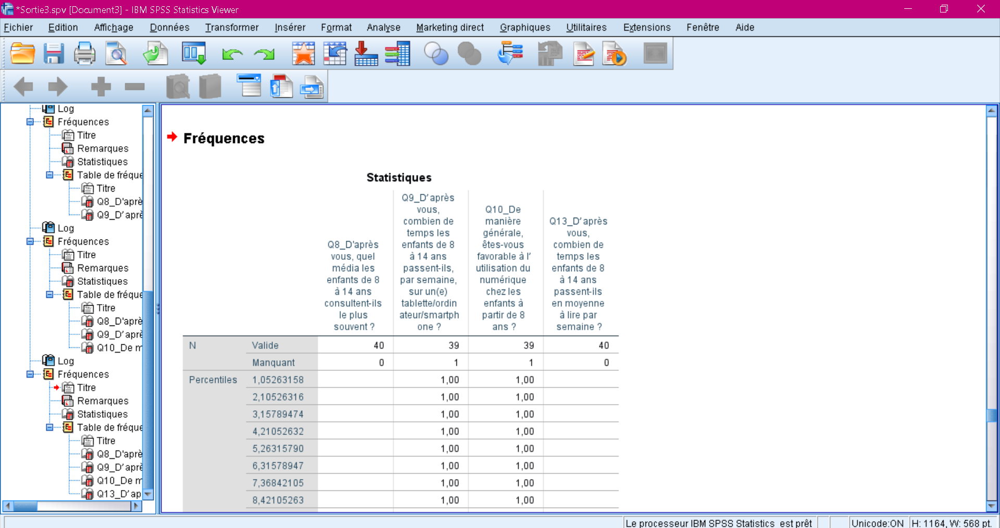 *Sortie3.spv [Document3] - IBM SPSS Statistics Viewer
Fichier Edition Affichage Données Transformer Insérer Format Analyse Marketing direct Graphiques Utilitaires Extensions Fenêtre Aide
Log
Fréquences
Titre
Remarques
Statistiques
Table de fréque
Titre
Q8_D'aprè
Q9_D’aprè
Log
Fréquences
Titre
Remarques
Statistiques
Table de fréque
Titre
Q8_D'aprè
Q9_D’aprè
Q10_De m
Log
Fréquences
Titre
Remarques
Statistiques
Table de fréque
Titre
Q8_D'aprè
Q9_D’aprè
Q10_De m
Q13_D’ap
Fréquences
Statistiques
Q8_D'après
vous, quel
média les
enfants de 8
à 14 ans
consultent-ils
le plus
souvent ?
Q9_D’après
vous,
combien de
temps les
enfants de 8
à 14 ans
passent-ils,
par semaine,
sur un(e)
tablette/ordin
ateur/smartph
one ?
Q10_De
manière
générale,
êtes-vous
favorable à l’
utilisation du
numérique
chez les
enfants à
partir de 8
ans ?
Q13_D’après
vous,
combien de
temps les
enfants de 8
à 14 ans
passent-ils
en moyenne
à lire par
semaine ?
N Valide 40 39 39 40
Manquant 0 1 1 0
Percentiles 1,05263158 1,00 1,00
2,10526316 1,00 1,00
3,15789474 1,00 1,00
4,21052632 1,00 1,00
5,26315790 1,00 1,00
6,31578947 1,00 1,00
7,36842105 1,00 1,00
8,42105263 1,00 1,00
Le processeur IBM SPSS Statistics est prêt Unicode:ON H: 1164, W: 568 pt.